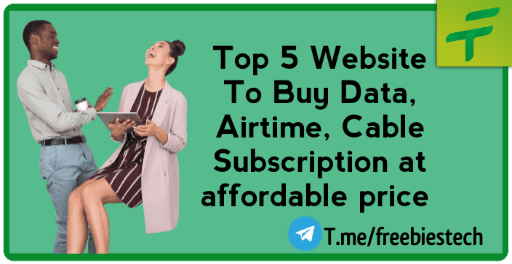 Top 5 Website
To Buy Data,
Airtime, Cable
Subscription at
affordable price
T.me/freebiestech